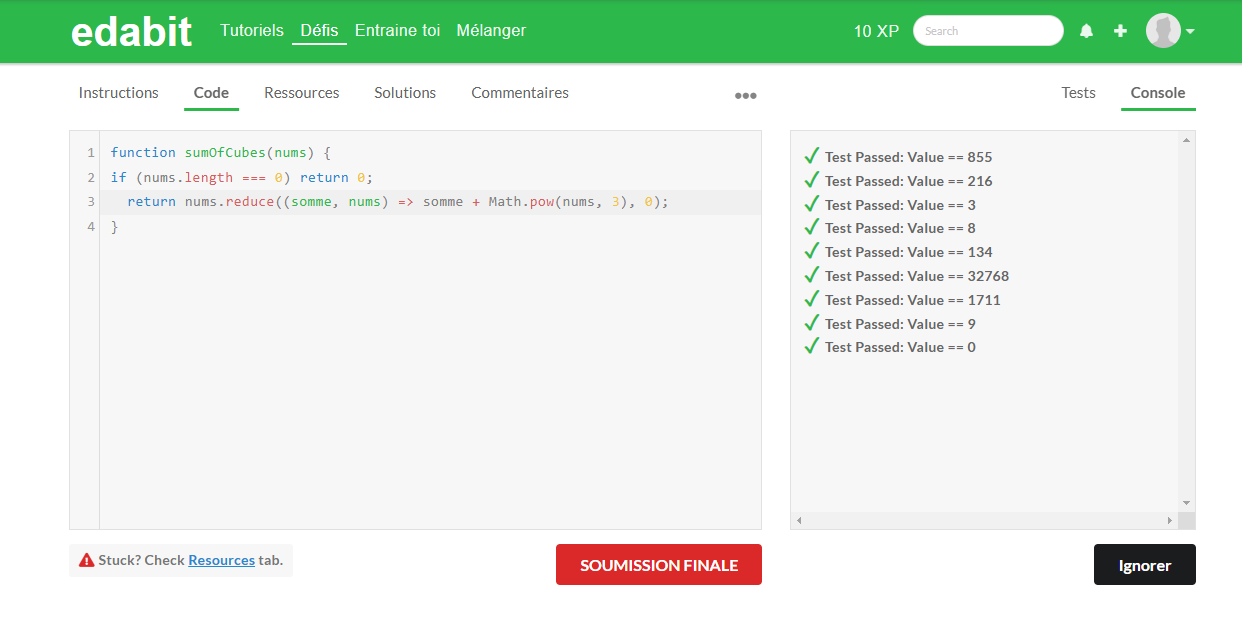 edabit Tutoriels Défis Entraine toi Mélanger 10 XP Search
Instructions Code Ressources Solutions Commentaires Tests Console
1 function sumOfCubes(nums) {
2 if (nums.length === 0) return 0;
3 return nums.reduce((somme, nums) => somme + Math.pow(nums, 3), 0);
4 }
Test Passed: Value == 855
Test Passed: Value == 216
Test Passed: Value == 3
Test Passed: Value == 8
Test Passed: Value == 134
Test Passed: Value == 32768
Test Passed: Value == 1711
Test Passed: Value == 9
Test Passed: Value == 0
Stuck? Check Resources tab. SOUMISSION FINALE Ignorer